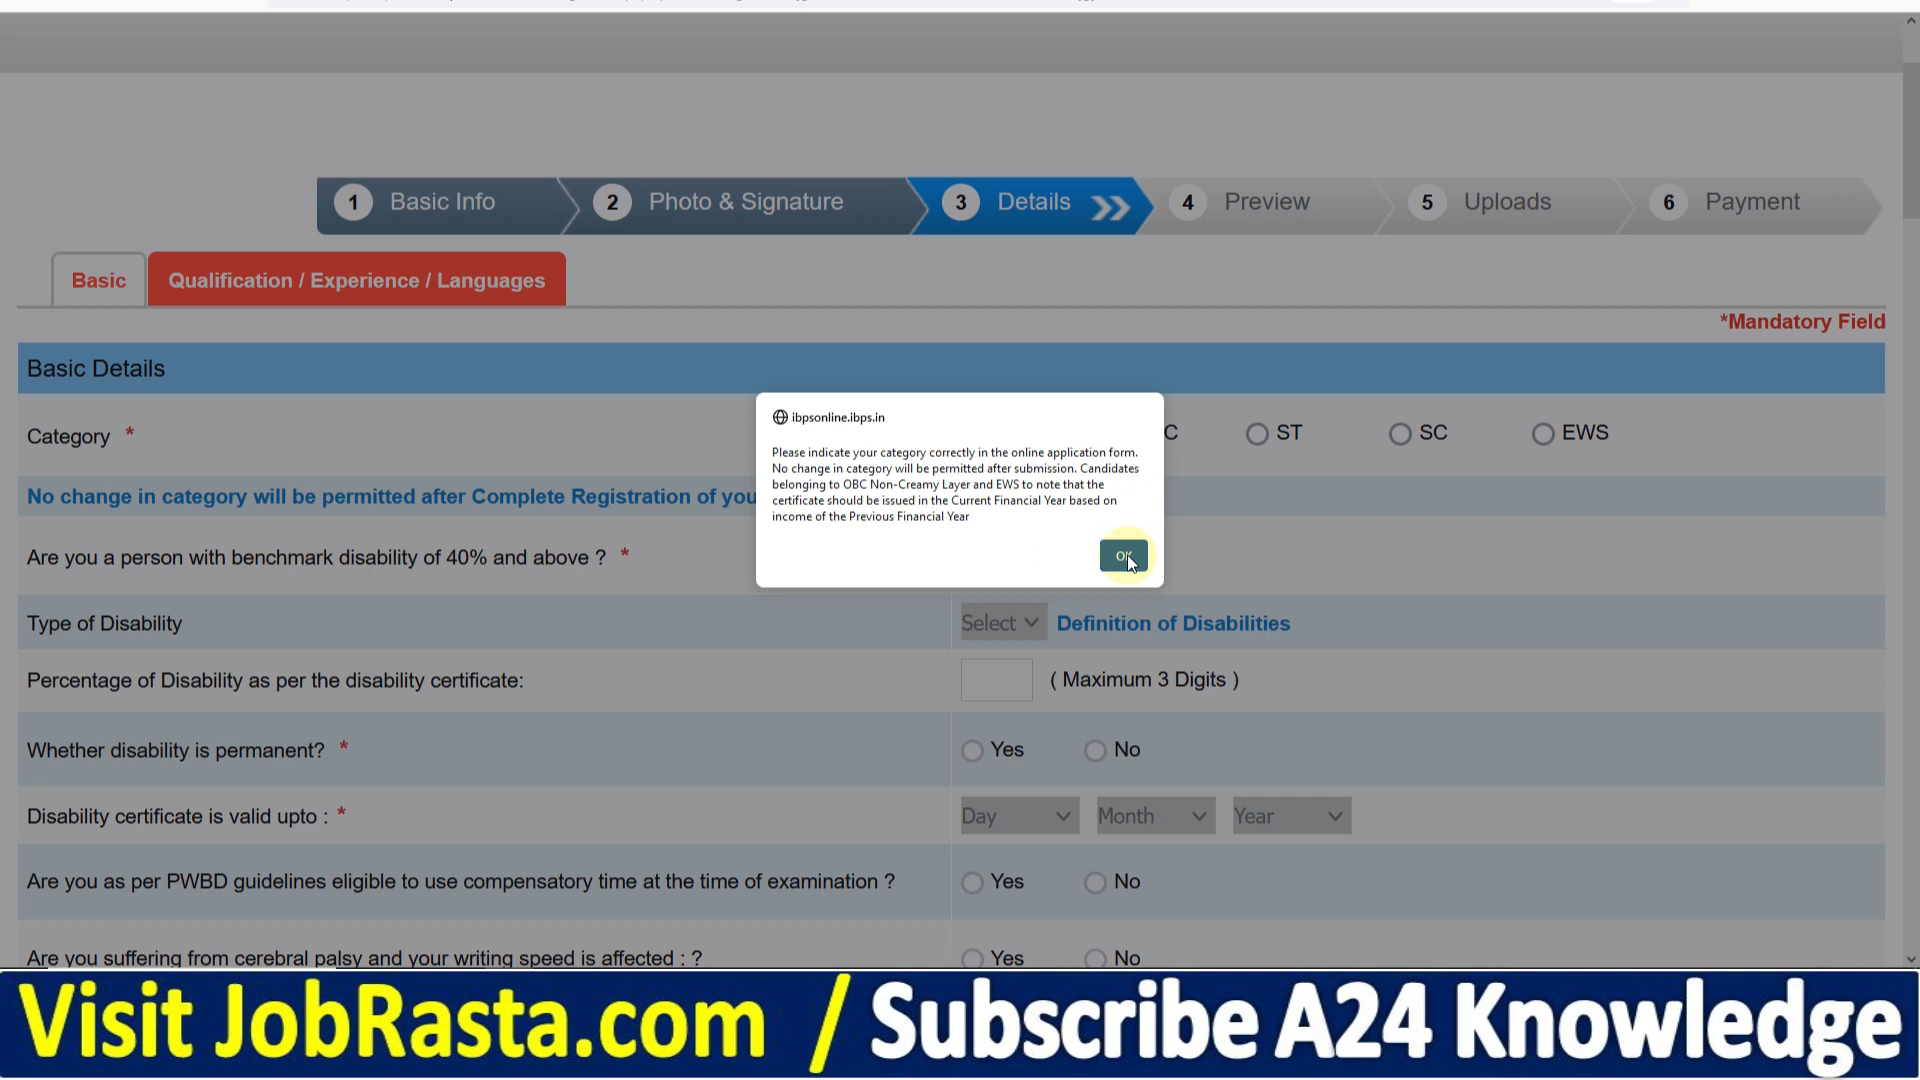 1 Basic Info 2 Photo & Signature 3 Details 4 Preview 5 Uploads 6 Payment
Basic Qualification / Experience / Languages
*Mandatory Field
Basic Details
ibpsonline.ibps.in
Please indicate your category correctly in the online application form.
No change in category will be permitted after submission. Candidates
belonging to OBC Non-Creamy Layer and EWS to note that the
certificate should be issued in the Current Financial Year based on
income of the Previous Financial Year
OK
Category * C ST SC EWS
No change in category will be permitted after Complete Registration of you
Are you a person with benchmark disability of 40% and above ? *
Type of Disability Select Definition of Disabilities
Percentage of Disability as per the disability certificate: ( Maximum 3 Digits )
Whether disability is permanent? * Yes No
Disability certificate is valid upto : * Day Month Year
Are you as per PWBD guidelines eligible to use compensatory time at the time of examination ? Yes No
Are you suffering from cerebral palsy and your writing speed is affected : ? Yes No
Visit JobRasta.com / Subscribe A24 Knowledge